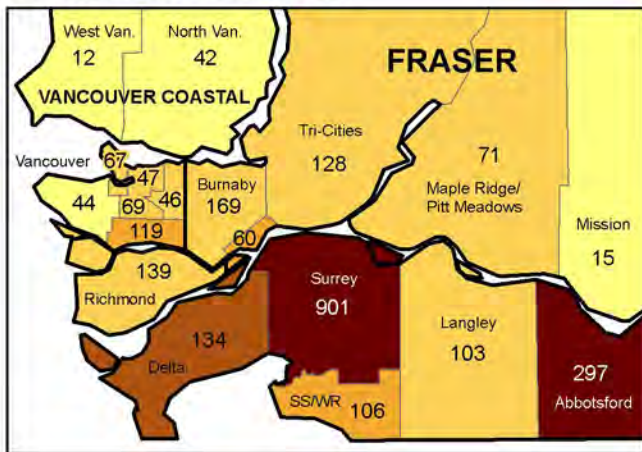 West Van.
12
North Van.
42
VANCOUVER COASTAL
FRASER
Tri-Cities
128
71
Maple Ridge/
Pitt Meadows
Mission
15
Vancouver
67
47
44
69
46
119
Burnaby
169
60
139
Richmond
134
Delta
Surrey
901
Langley
103
297
Abbotsford
SS/WR
106